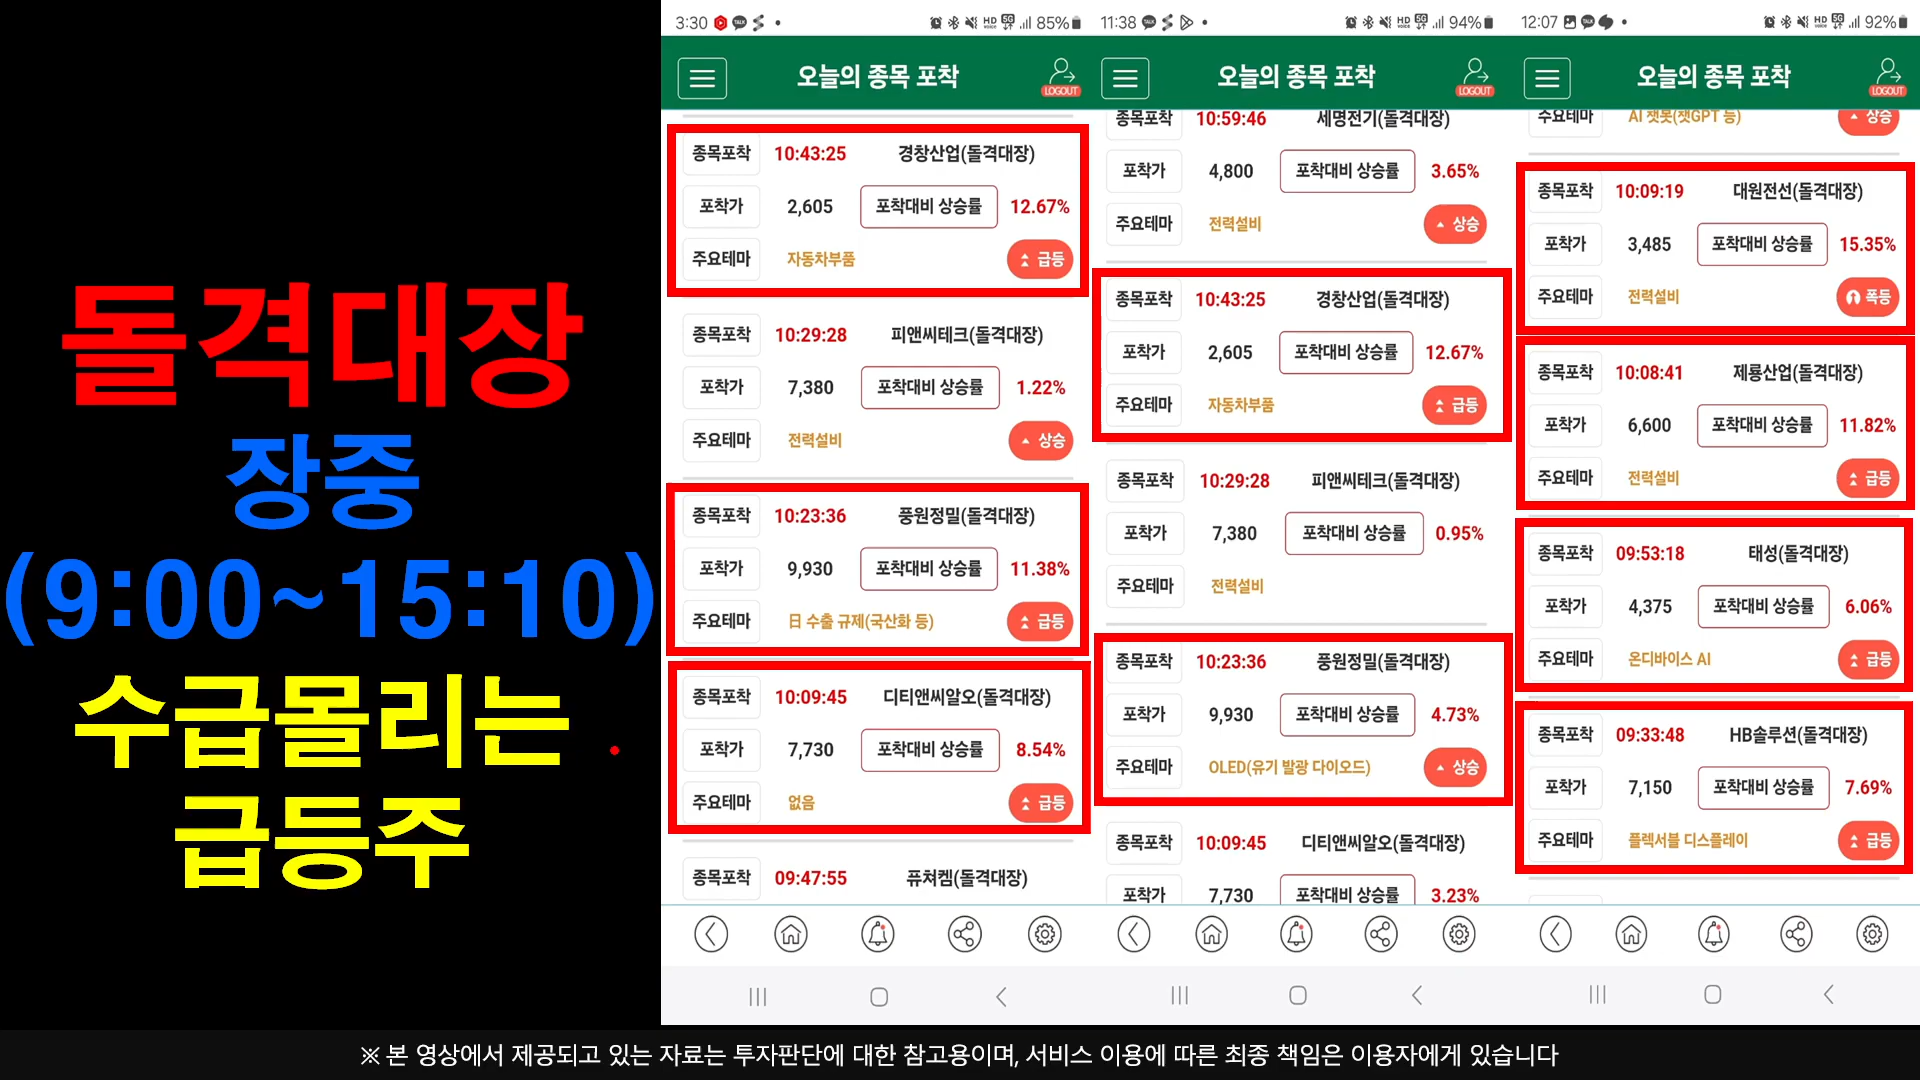 돌격대장
장중
(9:00~15:10)
수급몰리는
급등주
3:30 85%
오늘의 종목 포착
LOGOUT
종목포착 10:43:25 경창산업(돌격대장)
포착가 2,605 포착대비 상승률 12.67%
주요테마 자동차부품 급등
종목포착 10:29:28 피앤씨테크(돌격대장)
포착가 7,380 포착대비 상승률 1.22%
주요테마 전력설비 상승
종목포착 10:23:36 풍원정밀(돌격대장)
포착가 9,930 포착대비 상승률 11.38%
주요테마 日 수출 규제(국산화 등) 급등
종목포착 10:09:45 디티앤씨알오(돌격대장)
포착가 7,730 포착대비 상승률 8.54%
주요테마 없음 급등
종목포착 09:47:55 퓨쳐켐(돌격대장)
11:38 94%
오늘의 종목 포착
LOGOUT
종목포착 10:59:46 세명전기(돌격대장)
포착가 4,800 포착대비 상승률 3.65%
주요테마 전력설비 상승
종목포착 10:43:25 경창산업(돌격대장)
포착가 2,605 포착대비 상승률 12.67%
주요테마 자동차부품 급등
종목포착 10:29:28 피앤씨테크(돌격대장)
포착가 7,380 포착대비 상승률 0.95%
주요테마 전력설비
종목포착 10:23:36 풍원정밀(돌격대장)
포착가 9,930 포착대비 상승률 4.73%
주요테마 OLED(유기 발광 다이오드) 상승
종목포착 10:09:45 디티앤씨알오(돌격대장)
포착가 7,730 포착대비 상승률 3.23%
12:07 92%
오늘의 종목 포착
LOGOUT
주요테마 AI 챗봇(챗GPT 등) 상승
종목포착 10:09:19 대원전선(돌격대장)
포착가 3,485 포착대비 상승률 15.35%
주요테마 전력설비 폭등
종목포착 10:08:41 제룡산업(돌격대장)
포착가 6,600 포착대비 상승률 11.82%
주요테마 전력설비 급등
종목포착 09:53:18 태성(돌격대장)
포착가 4,375 포착대비 상승률 6.06%
주요테마 온디바이스 AI 급등
종목포착 09:33:48 HB솔루션(돌격대장)
포착가 7,150 포착대비 상승률 7.69%
주요테마 플렉서블 디스플레이 급등
※ 본 영상에서 제공되고 있는 자료는 투자판단에 대한 참고용이며, 서비스 이용에 따른 최종 책임은 이용자에게 있습니다